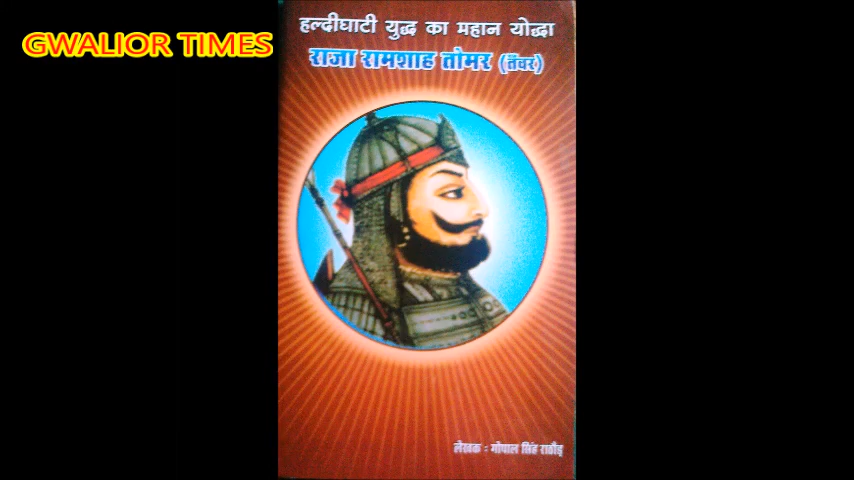 GWALIOR TIMES
हल्दीघाटी युद्ध का महान योद्धा
राजा रामशाह तोमर (तँवर)
लेखक : गोपाल सिंह राठौड़